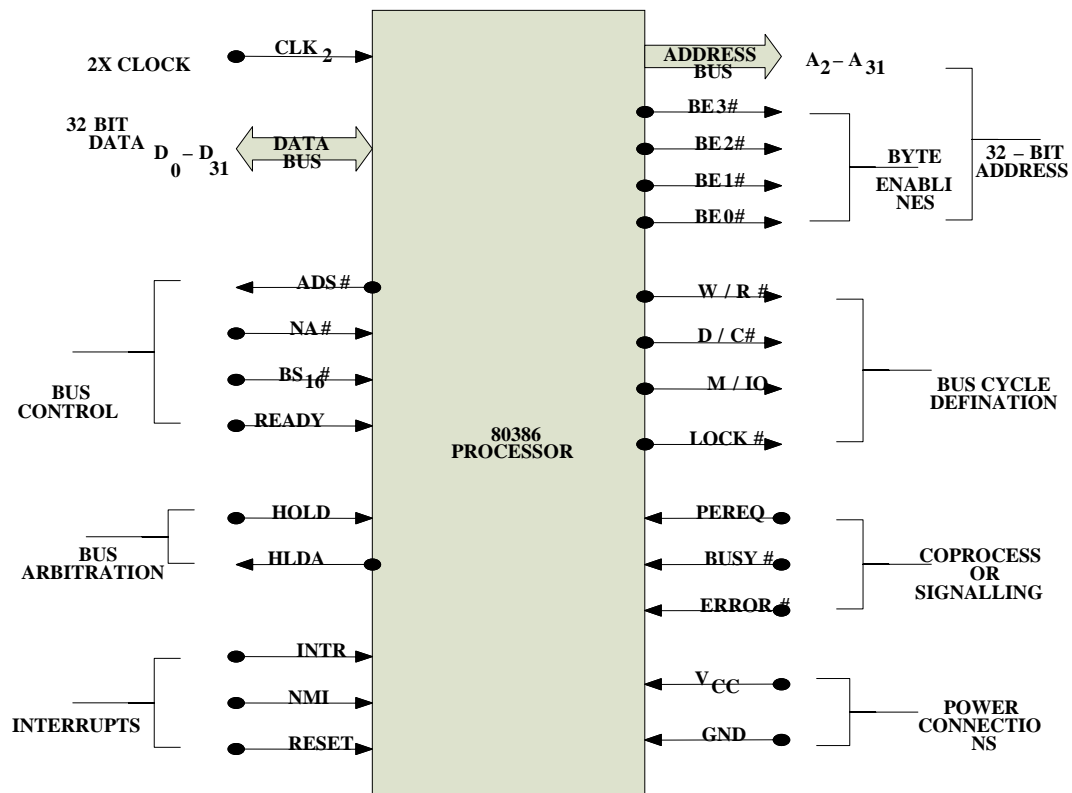 2X CLOCK
CLK2
32 BIT
DATA
D0 – D31
DATA
BUS
ADS#
NA#
BS16#
READY
BUS
CONTROL
HOLD
HLDA
BUS
ARBITRATION
INTR
NMI
RESET
INTERRUPTS
80386
PROCESSOR
ADDRESS
BUS
A2 – A31
BE3#
BE2#
BE1#
BE0#
BYTE
ENABLI
NES
32 – BIT
ADDRESS
W / R #
D / C#
M / IO
LOCK #
BUS CYCLE
DEFINATION
PEREQ
BUSY #
ERROR #
COPROCESS
OR
SIGNALLING
VCC
GND
POWER
CONNECTIO
NS